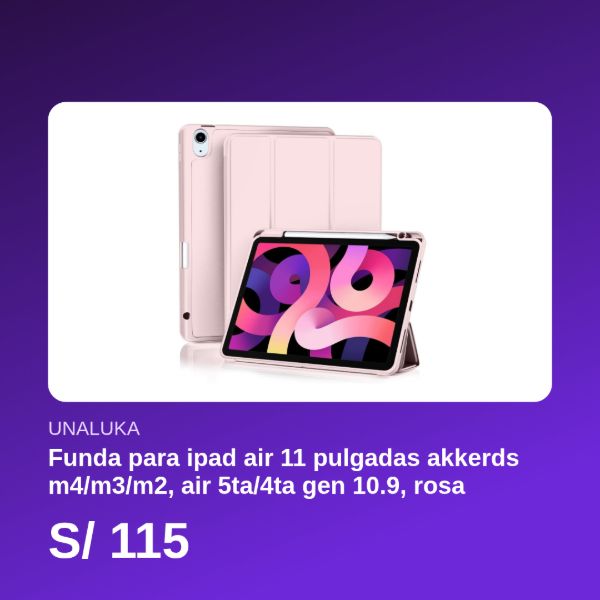 UNALUKA
Funda para ipad air 11 pulgadas akkerds
m4/m3/m2, air 5ta/4ta gen 10.9, rosa
S/ 115